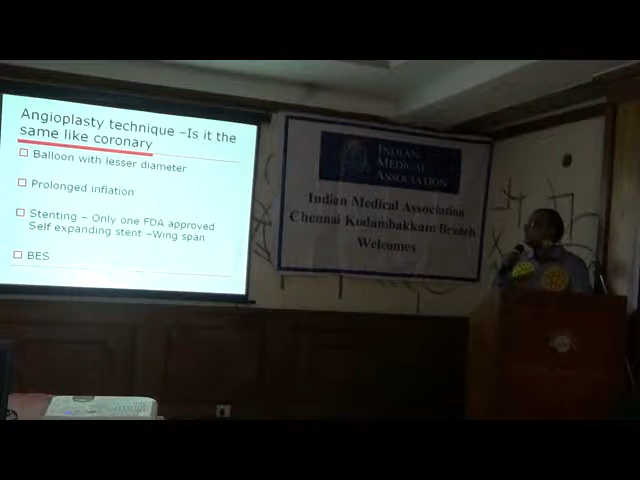 Angioplasty technique –Is it the
same like coronary
Balloon with lesser diameter
Prolonged inflation
Stenting – Only one FDA approved
Self expanding stent –Wing span
BES
INDIAN
MEDICAL
ASSOCIATION
Indian Medical Association
Chennai Kodambakkam Branch
Welcomes